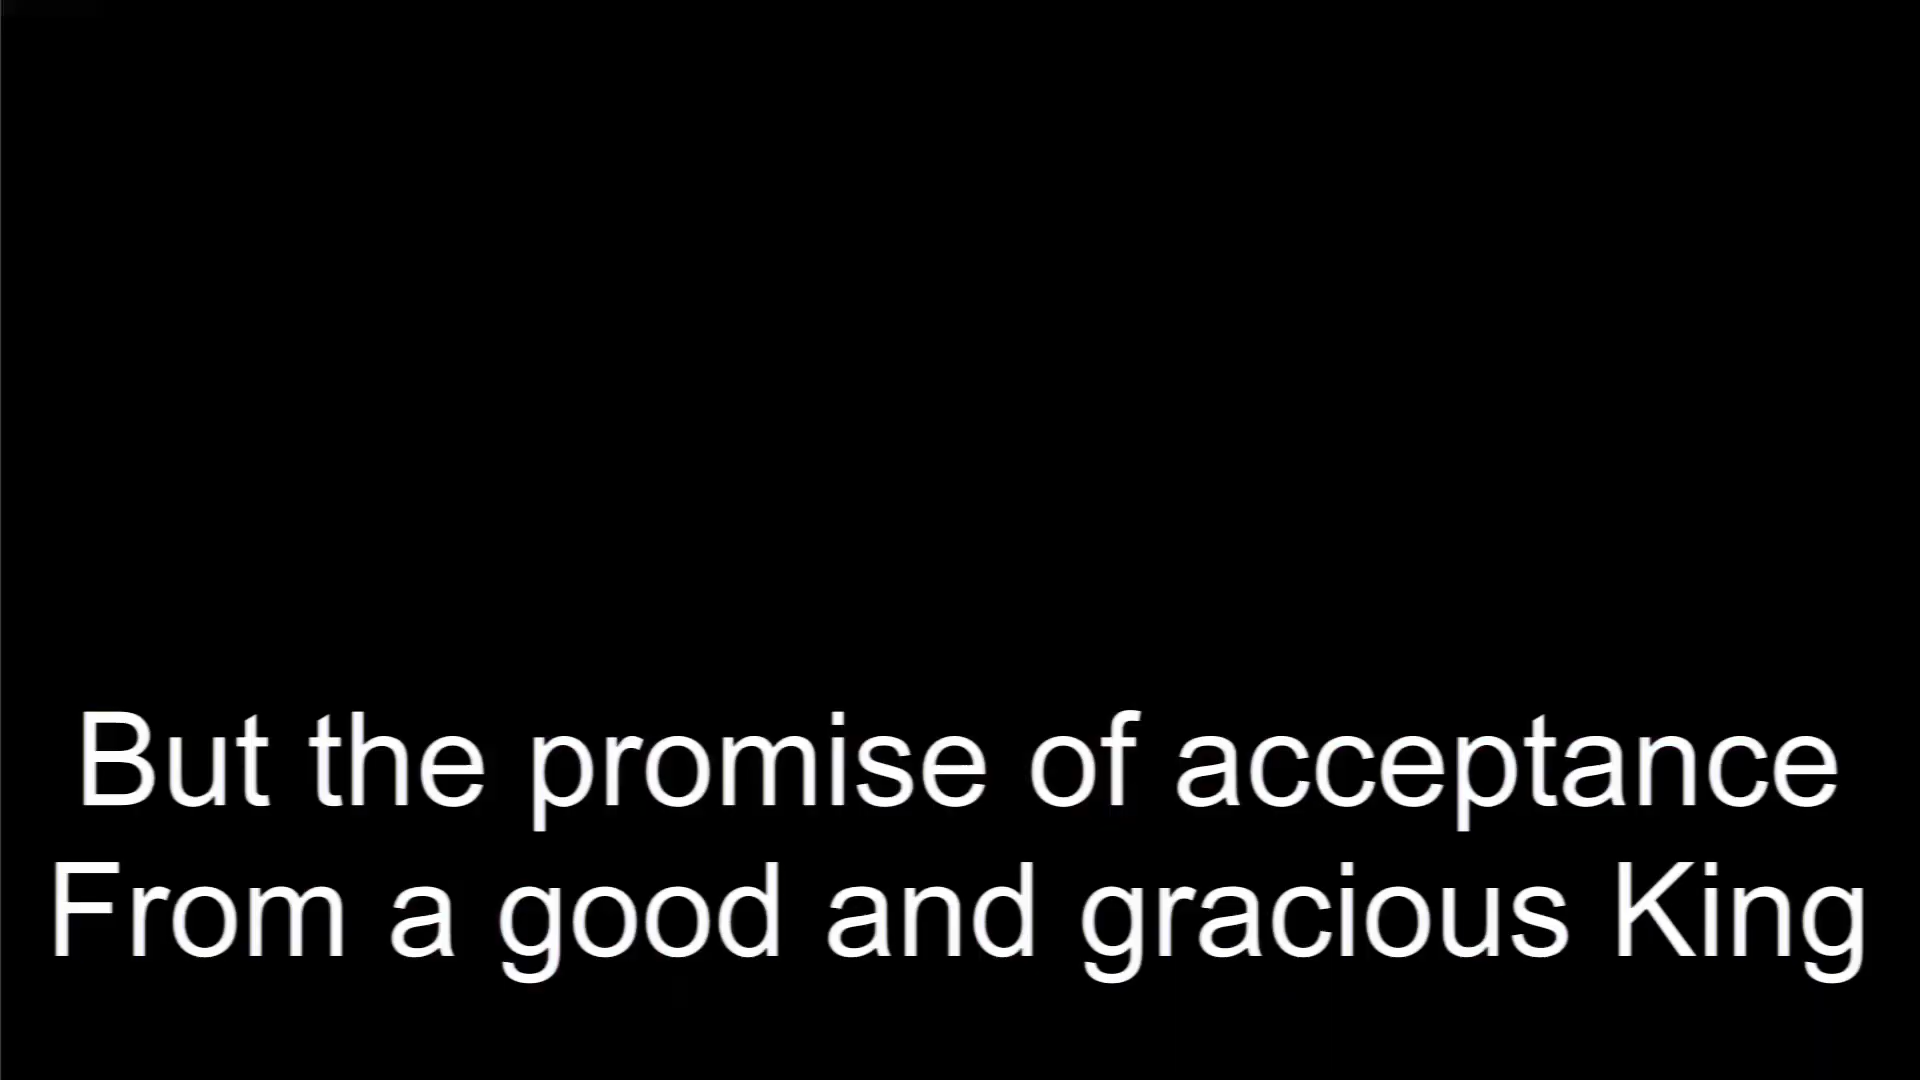 But the promise of acceptance
From a good and gracious King